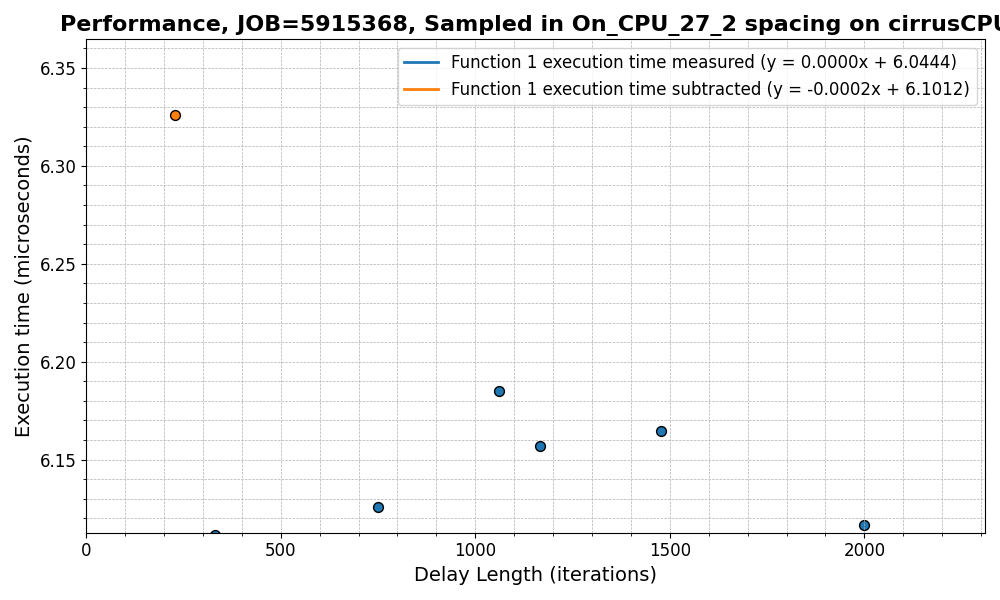 Performance, JOB=5915368, Sampled in On_CPU_27_2 spacing on cirrusCPU
Function 1 execution time measured (y = 0.0000x + 6.0444)
Function 1 execution time subtracted (y = -0.0002x + 6.1012)
Execution time (microseconds)
6.35
6.30
6.25
6.20
6.15
0 500 1000 1500 2000
Delay Length (iterations)